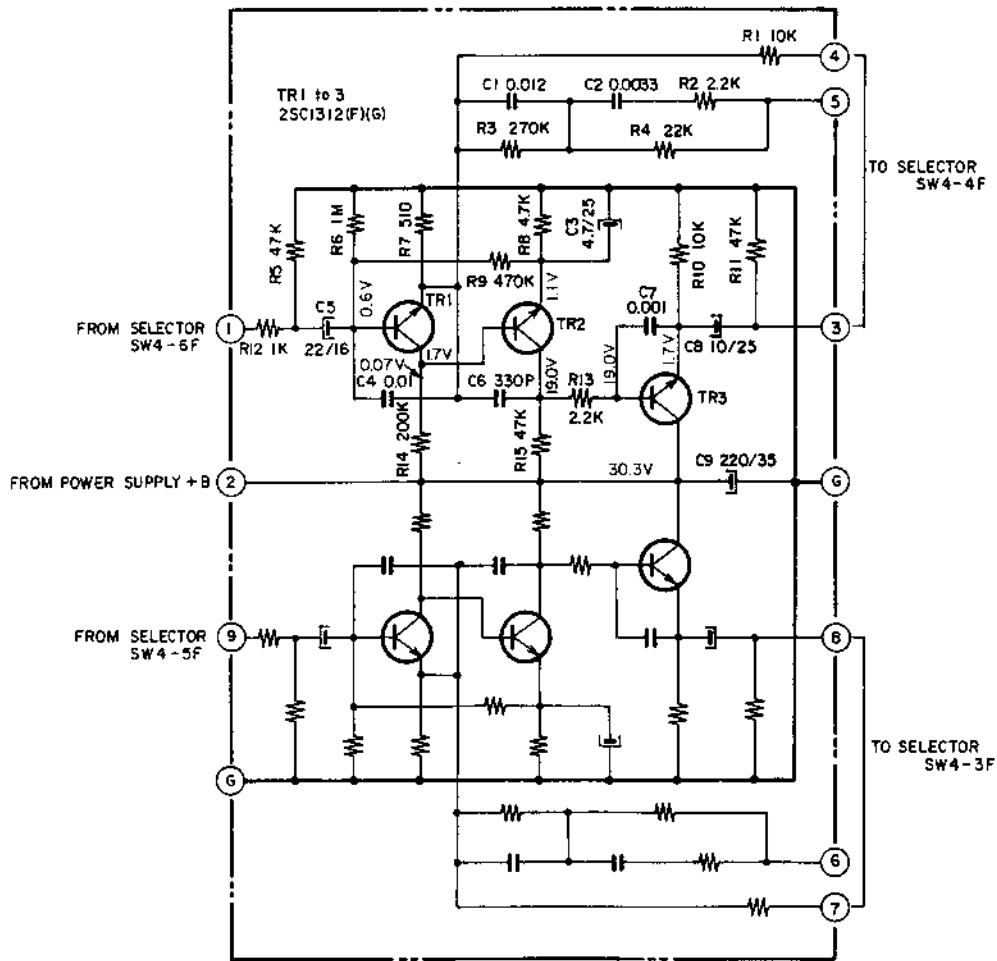 R1 10K
4
C1 0.012
C2 0.0033
R2 2.2K
5
TR1 to 3
2SC1312(F)(G)
R3 270K
R4 22K
TO SELECTOR
SW4-4F
R5 47K
R6 1M
R7 510
R8 4.7K
C3
4.7/25
R10 10K
R11 47K
R9 470K
0.6V
1.1V
TR1
TR2
C5
22/16
C7
0.001
FROM SELECTOR
SW4-6F
1
R12 1K
3
C8 10/25
1.7V
0.07V
1.7V
C4 0.01
C6 330P
19.0V
R13
2.2K
19.0V
TR3
R14 200K
R15 47K
30.3V
C9 220/35
FROM POWER SUPPLY +B
2
G
FROM SELECTOR
SW4-5F
9
8
TO SELECTOR
SW4-3F
G
6
7